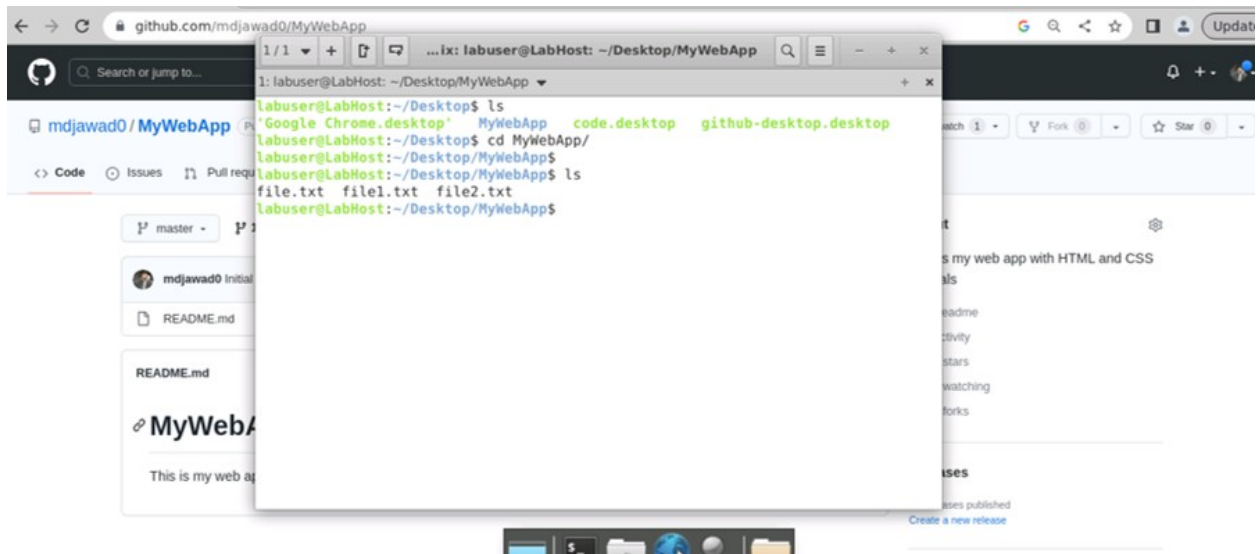 github.com/mdjawad0/MyWebApp
Update
Search or jump to...
1/1
...ix: labuser@LabHost: ~/Desktop/MyWebApp
1: labuser@LabHost: ~/Desktop/MyWebApp
labuser@LabHost:~/Desktop$ ls
'Google Chrome.desktop' MyWebApp code.desktop github-desktop.desktop
labuser@LabHost:~/Desktop$ cd MyWebApp/
labuser@LabHost:~/Desktop/MyWebApp$
labuser@LabHost:~/Desktop/MyWebApp$ ls
file.txt file1.txt file2.txt
labuser@LabHost:~/Desktop/MyWebApp$
mdjawad0 / MyWebApp
atch 1
Fork 0
Star 0
Code
Issues
Pull requ
master
mdjawad0 Initial
README.md
README.md
MyWebA
This is my web ap
t
s my web app with HTML and CSS
als
eadme
ctivity
stars
watching
forks
ases
ases published
Create a new release